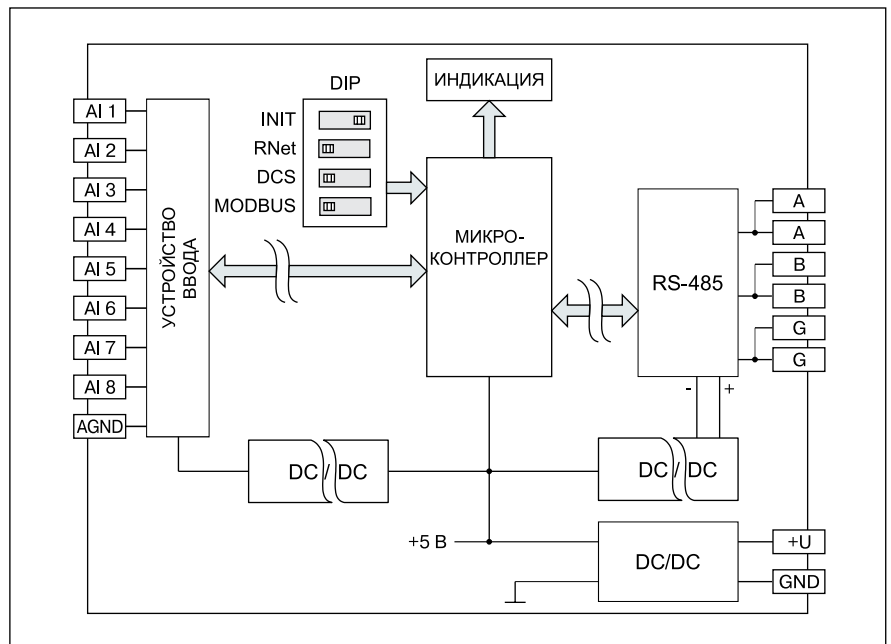 DIP
ИНДИКАЦИЯ
INIT
RNet
DCS
MODBUS
AI 1
AI 2
AI 3
AI 4
AI 5
AI 6
AI 7
AI 8
AGND
УСТРОЙСТВО
ВВОДА
МИКРО-
КОНТРОЛЛЕР
RS-485
A
A
B
B
G
G
- +
DC / DC
DC / DC
+5 В
DC/DC
+U
GND